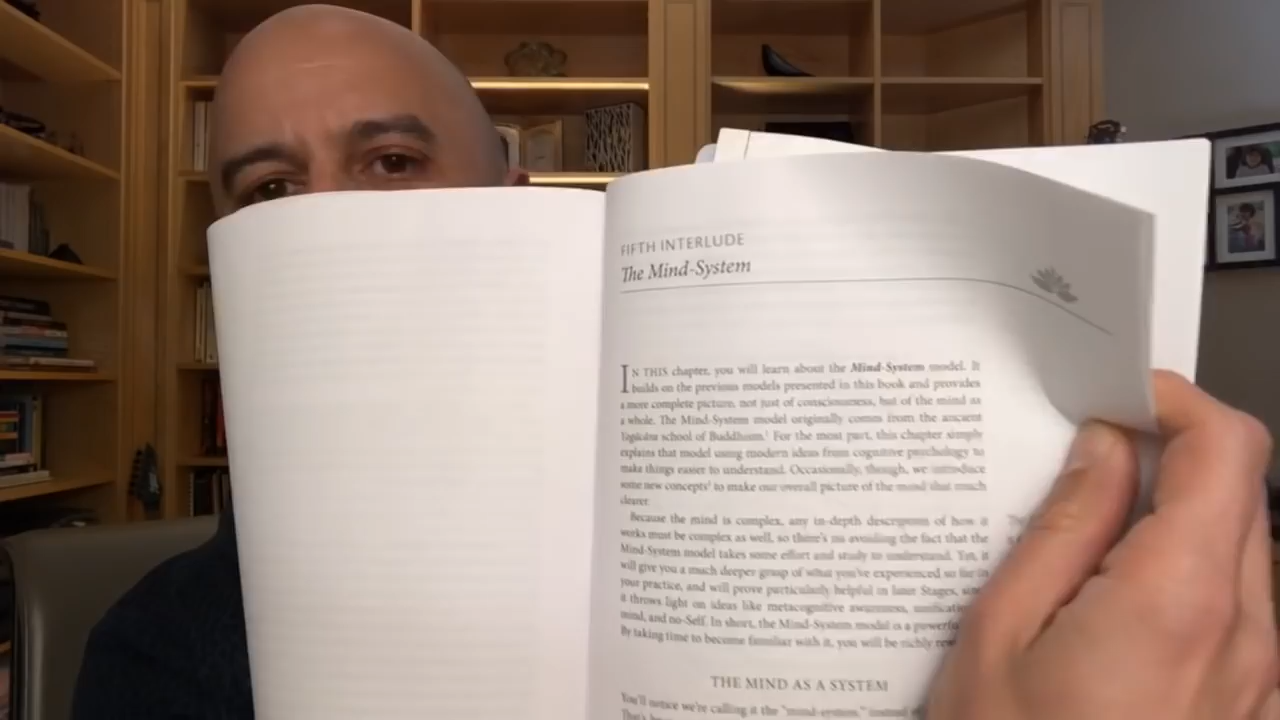 FIFTH INTERLUDE
The Mind-System
IN THIS chapter, you will learn about the Mind-System model. It
builds on the previous models presented in this book and provides
a more complete picture, not just of consciousness, but of the mind as
a whole. The Mind-System model originally comes from the ancient
Yogācāra school of Buddhism.¹ For the most part, this chapter simply
explains that model using modern ideas from cognitive psychology to
make things easier to understand. Occasionally, though, we introduce
some new concepts² to make our overall picture of the mind that much
clearer.
Because the mind is complex, any in-depth description of how it
works must be complex as well, so there's no avoiding the fact that the
Mind-System model takes some effort and study to understand. Yet, it
will give you a much deeper grasp of what you've experienced so far in
your practice, and will prove particularly helpful in later Stages,
it throws light on ideas like metacognitive awareness,
mind, and no-Self. In short, the Mind-System model is a
By taking time to become familiar with it, you will be richly
THE MIND AS A SYSTEM
You'll notice we're calling it the "mind-system," instead